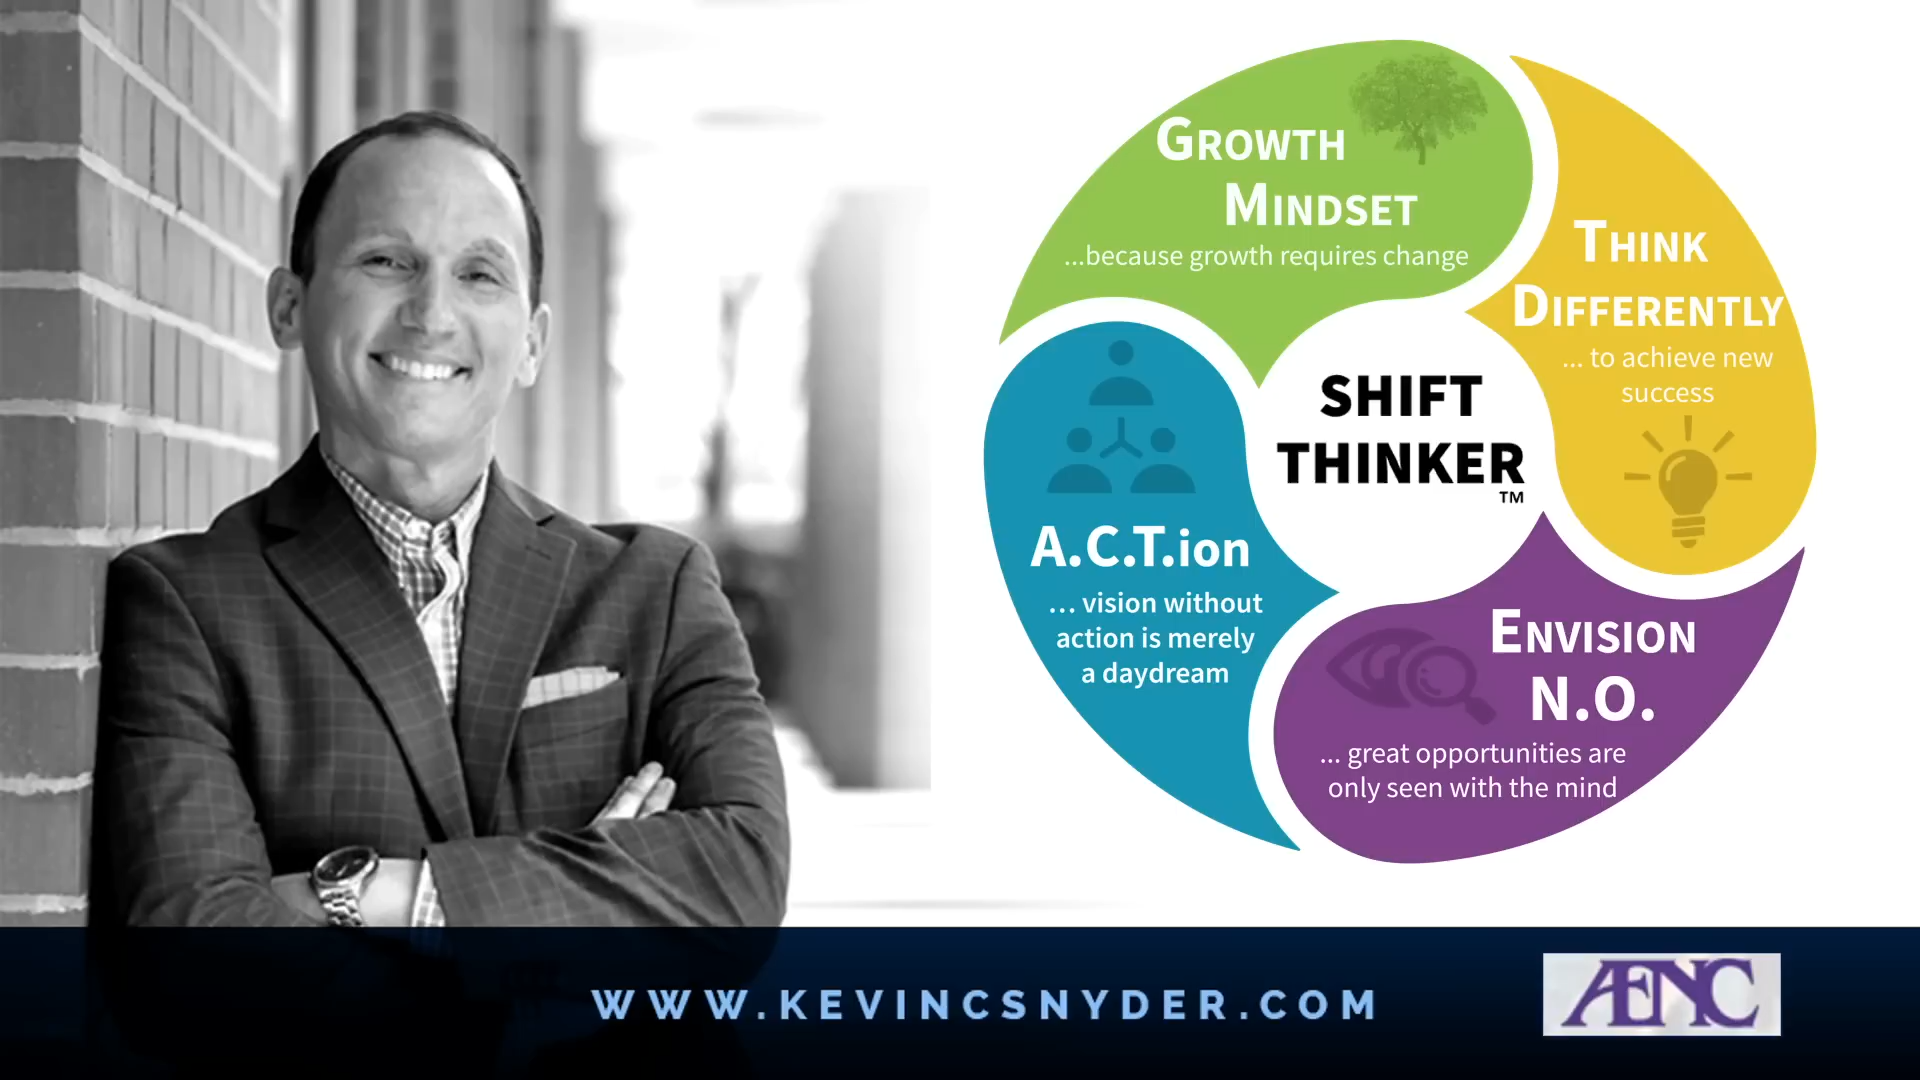 GROWTH
MINDSET
...because growth requires change
THINK
DIFFERENTLY
... to achieve new
success
SHIFT
THINKER
TM
A.C.T.ion
... vision without
action is merely
a daydream
ENVISION
N.O.
... great opportunities are
only seen with the mind
WWW.KEVINCSNYDER.COM
ÆNC